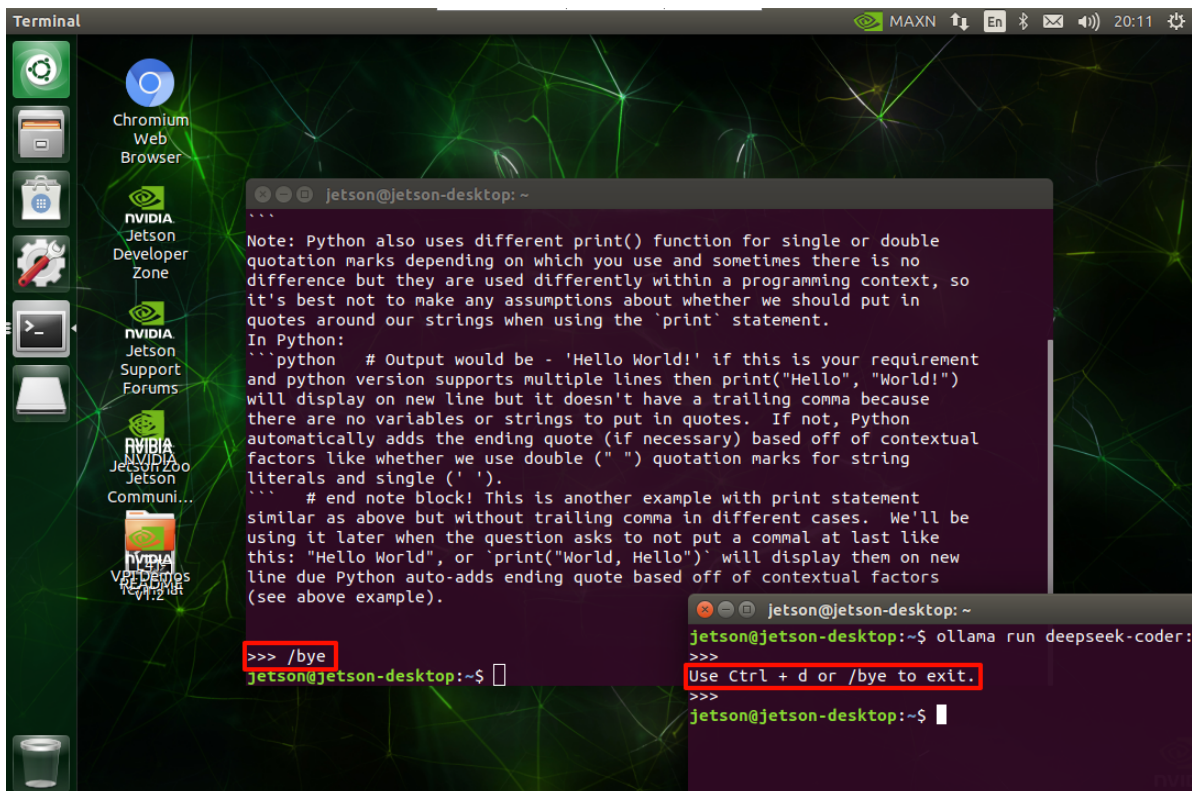 Terminal
MAXN
En
20:11
Chromium
Web
Browser
NVIDIA.
Jetson
Developer
Zone
NVIDIA.
Jetson
Support
Forums
NVIDIA
Jetson Zoo
Jetson
Communi...
NVIDIA
VPI Demos
v1.2
jetson@jetson-desktop: ~
```
Note: Python also uses different print() function for single or double
quotation marks depending on which you use and sometimes there is no
difference but they are used differently within a programming context, so
it's best not to make any assumptions about whether we should put in
quotes around our strings when using the `print` statement.
In Python:
```python   # Output would be - 'Hello World!' if this is your requirement
and python version supports multiple lines then print("Hello", "World!")
will display on new line but it doesn't have a trailing comma because
there are no variables or strings to put in quotes.  If not, Python
automatically adds the ending quote (if necessary) based off of contextual
factors like whether we use double (" ") quotation marks for string
literals and single (' ').
```   # end note block! This is another example with print statement
similar as above but without trailing comma in different cases.  We'll be
using it later when the question asks to not put a commal at last like
this: "Hello World", or `print("World, Hello")` will display them on new
line due Python auto-adds ending quote based off of contextual factors
(see above example).
>>> /bye
jetson@jetson-desktop:~$
jetson@jetson-desktop: ~
jetson@jetson-desktop:~$ ollama run deepseek-coder:
>>>
Use Ctrl + d or /bye to exit.
>>>
jetson@jetson-desktop:~$